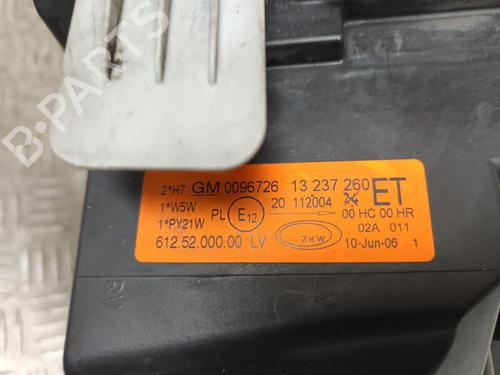 B-PARTS
2*H7 GM 0096726 13 237 260 ET
1*W5W PL E12 20 112004
1*PY21W 00 HC 00 HR
02A 011
612.52.000.00 LV ZKW 10-Jun-06 1
RV
LV